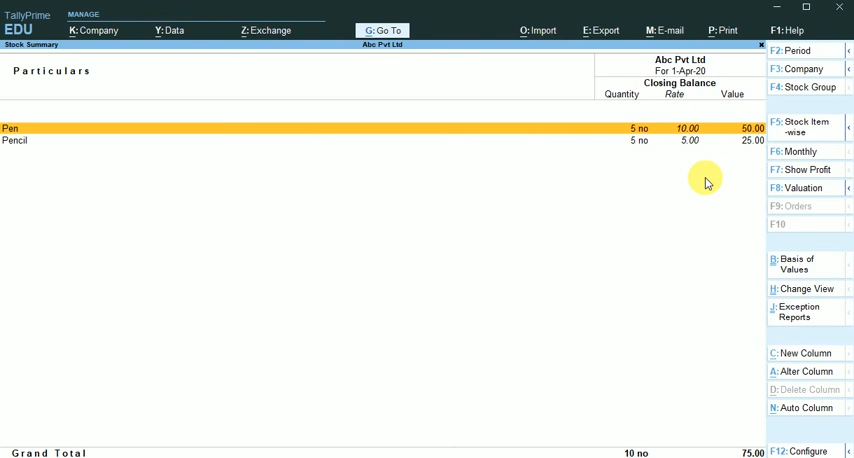 TallyPrime
EDU
MANAGE
K: Company Y: Data Z: Exchange G: Go To O: Import E: Export M: E-mail P: Print F1: Help
Stock Summary Abc Pvt Ltd x
Particulars
Abc Pvt Ltd
For 1-Apr-20
Closing Balance
Quantity Rate Value
Pen 5 no 10.00 50.00
Pencil 5 no 5.00 25.00
Grand Total 10 no 75.00
F2: Period <
F3: Company <
F4: Stock Group
F5: Stock Item
-wise <
F6: Monthly
F7: Show Profit
F8: Valuation <
F9: Orders
F10
B: Basis of
Values
H: Change View
J: Exception
Reports
C: New Column
A: Alter Column
D: Delete Column
N: Auto Column
F12: Configure <